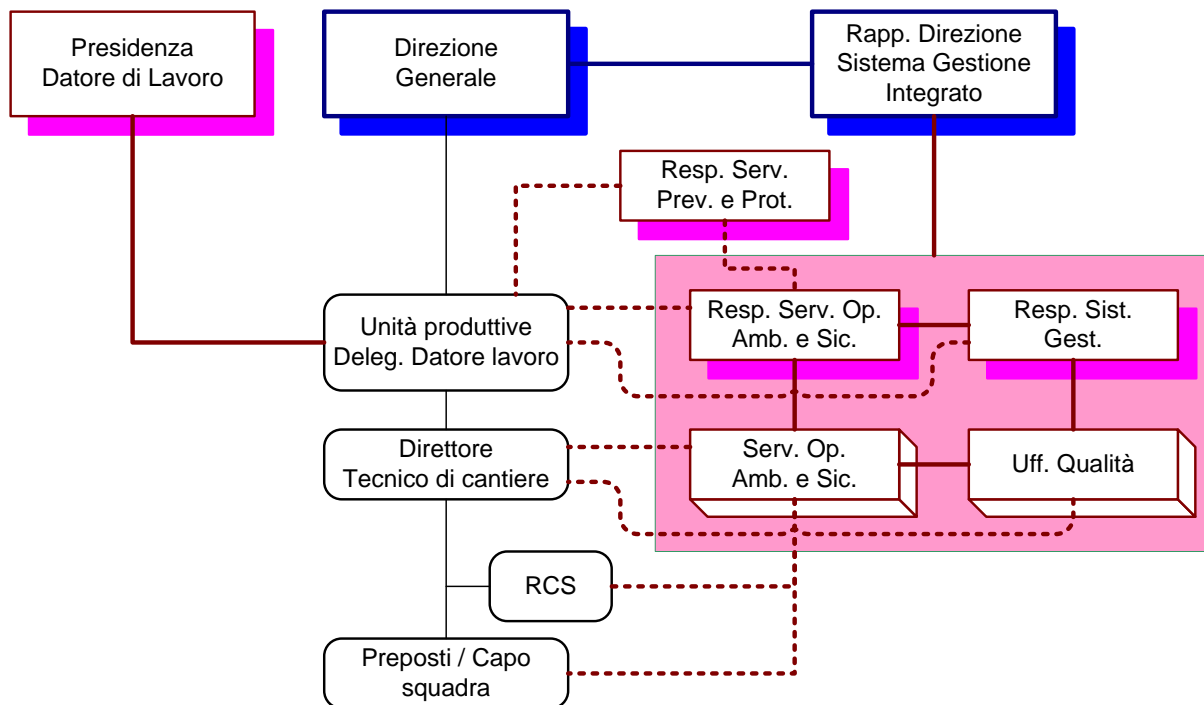 Presidenza
Datore di Lavoro
Direzione
Generale
Rapp. Direzione
Sistema Gestione
Integrato
Resp. Serv.
Prev. e Prot.
Unità produttive
Deleg. Datore lavoro
Resp. Serv. Op.
Amb. e Sic.
Resp. Sist.
Gest.
Direttore
Tecnico di cantiere
Serv. Op.
Amb. e Sic.
Uff. Qualità
RCS
Preposti / Capo
squadra